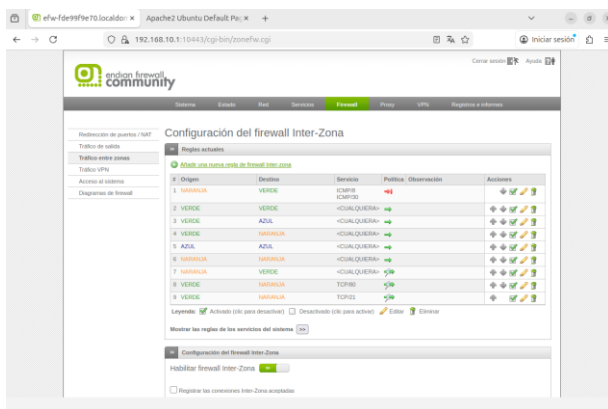 efw-fde99f9e70.localdon ×
Apache2 Ubuntu Default Pag ×
192.168.10.1:10443/cgi-bin/zonefw.cgi
Iniciar sesión
endian firewall
community
Cerrar sesión Ayuda
Sistema Estado Red Servicios Firewall Proxy VPN Registros e informes
Redirección de puertos / NAT
Tráfico de salida
Tráfico entre zonas
Tráfico VPN
Acceso al sistema
Diagramas de firewall
Configuración del firewall Inter-Zona
Reglas actuales
Añade una nueva regla de firewall inter-zona
# Origen Destino Servicio Política Observación Acciones
1 NARANJA VERDE ICMP/8
ICMP/30
2 VERDE VERDE <CUALQUIERA>
3 VERDE AZUL <CUALQUIERA>
4 VERDE NARANJA <CUALQUIERA>
5 AZUL AZUL <CUALQUIERA>
6 NARANJA NARANJA <CUALQUIERA>
7 NARANJA VERDE <CUALQUIERA>
8 VERDE NARANJA TCP/80
9 VERDE NARANJA TCP/21
Leyenda: Activado (clic para desactivar) Desactivado (clic para activar) Editar Eliminar
Mostrar las reglas de los servicios del sistema >>
Configuración del firewall Inter-Zona
Habilitar firewall Inter-Zona
Registrar las conexiones Inter-Zona aceptadas